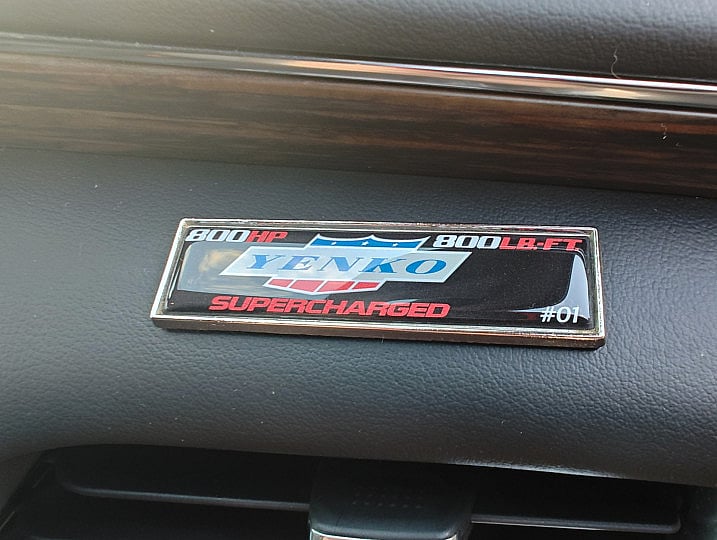 800HP 800LB-FT
YENKO
SUPERCHARGED
#01